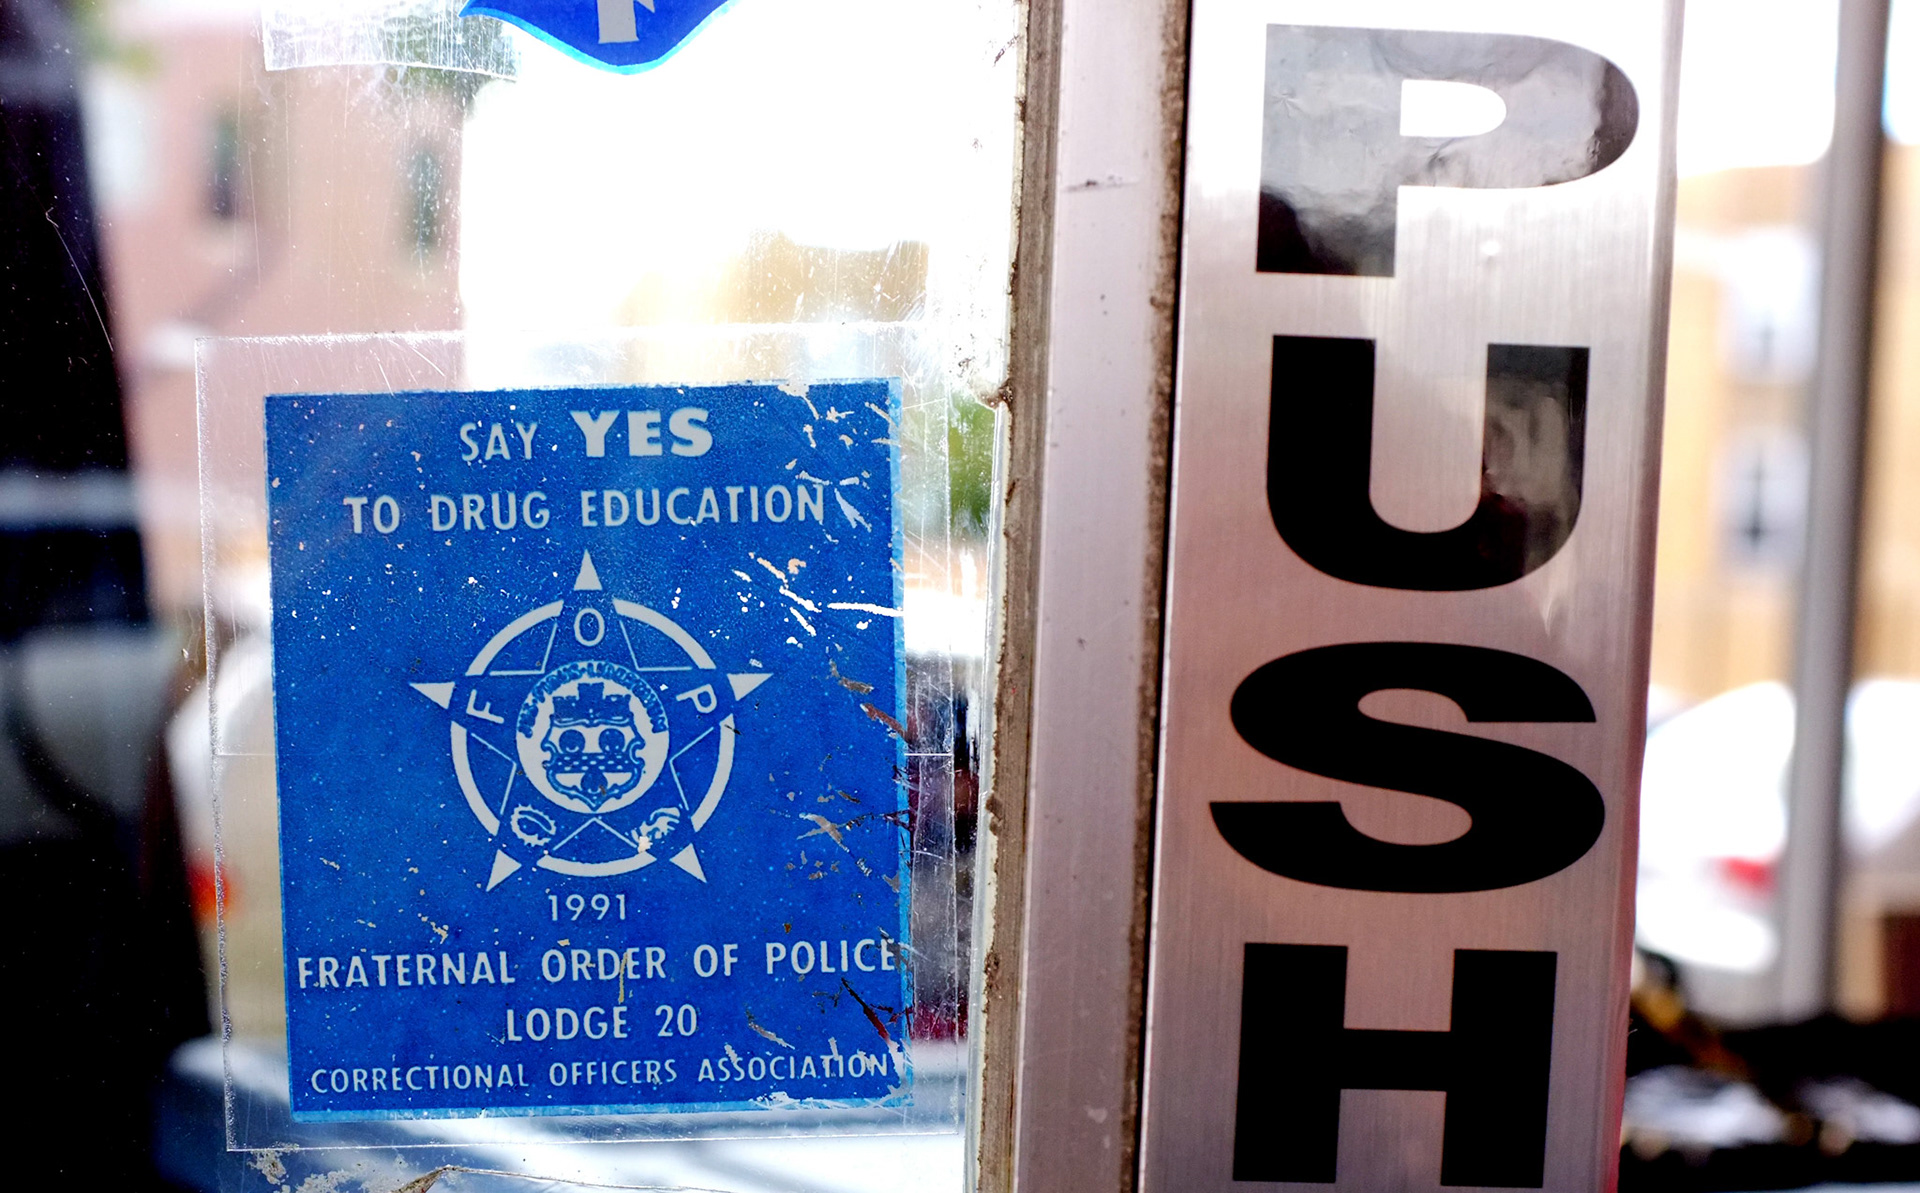 SAY YES
TO DRUG EDUCATION
F O P
1991
FRATERNAL ORDER OF POLICE
LODGE 20
CORRECTIONAL OFFICERS ASSOCIATION
PUSH